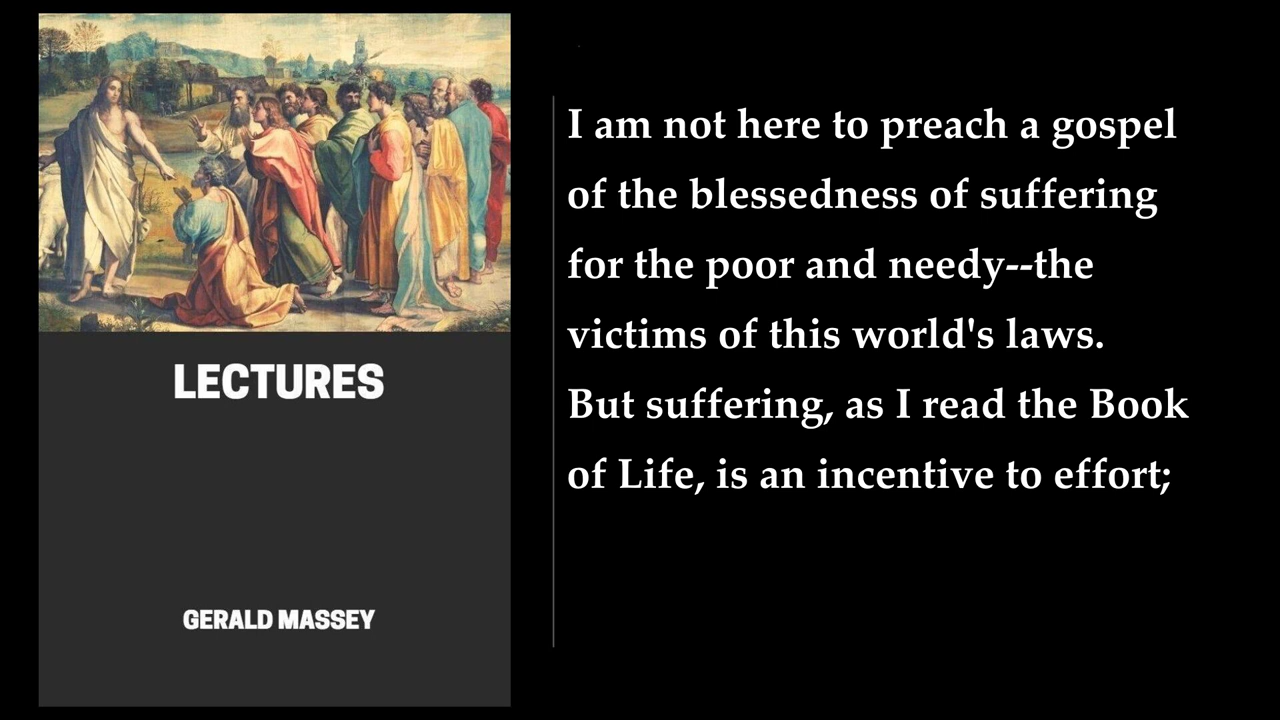 LECTURES
GERALD MASSEY
I am not here to preach a gospel
of the blessedness of suffering
for the poor and needy--the
victims of this world's laws.
But suffering, as I read the Book
of Life, is an incentive to effort;